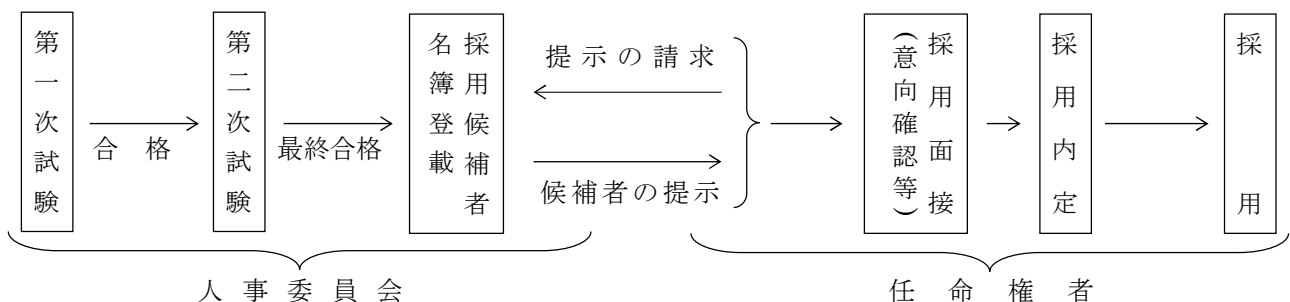 第一次試験
合格
第二次試験
最終合格
採用候補者
名簿登載
提示の請求
候補者の提示
採用面接
（意向確認等）
採用内定
採用
人事委員会
任命権者